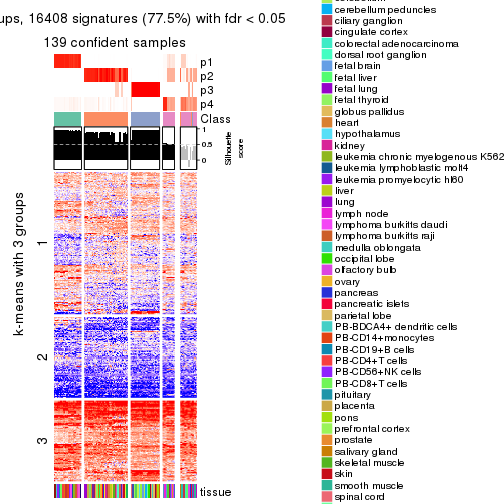 ups, 16408 signatures (77.5%) with fdr < 0.05
139 confident samples
p1
p2
p3
p4
Class
1
0.5
0
Silhouette
score
k-means with 3 groups
1
2
3
tissue
cerebellum peduncles
ciliary ganglion
cingulate cortex
colorectal adenocarcinoma
dorsal root ganglion
fetal brain
fetal liver
fetal lung
fetal thyroid
globus pallidus
heart
hypothalamus
kidney
leukemia chronic myelogenous K562
leukemia lymphoblastic molt4
leukemia promyelocytic hl60
liver
lung
lymph node
lymphoma burkitts daudi
lymphoma burkitts raji
medulla oblongata
occipital lobe
olfactory bulb
ovary
pancreas
pancreatic islets
parietal lobe
PB-BDCA4+ dendritic cells
PB-CD14+monocytes
PB-CD19+B cells
PB-CD4+T cells
PB-CD56+NK cells
PB-CD8+T cells
pituitary
placenta
pons
prefrontal cortex
prostate
salivary gland
skeletal muscle
skin
smooth muscle
spinal cord